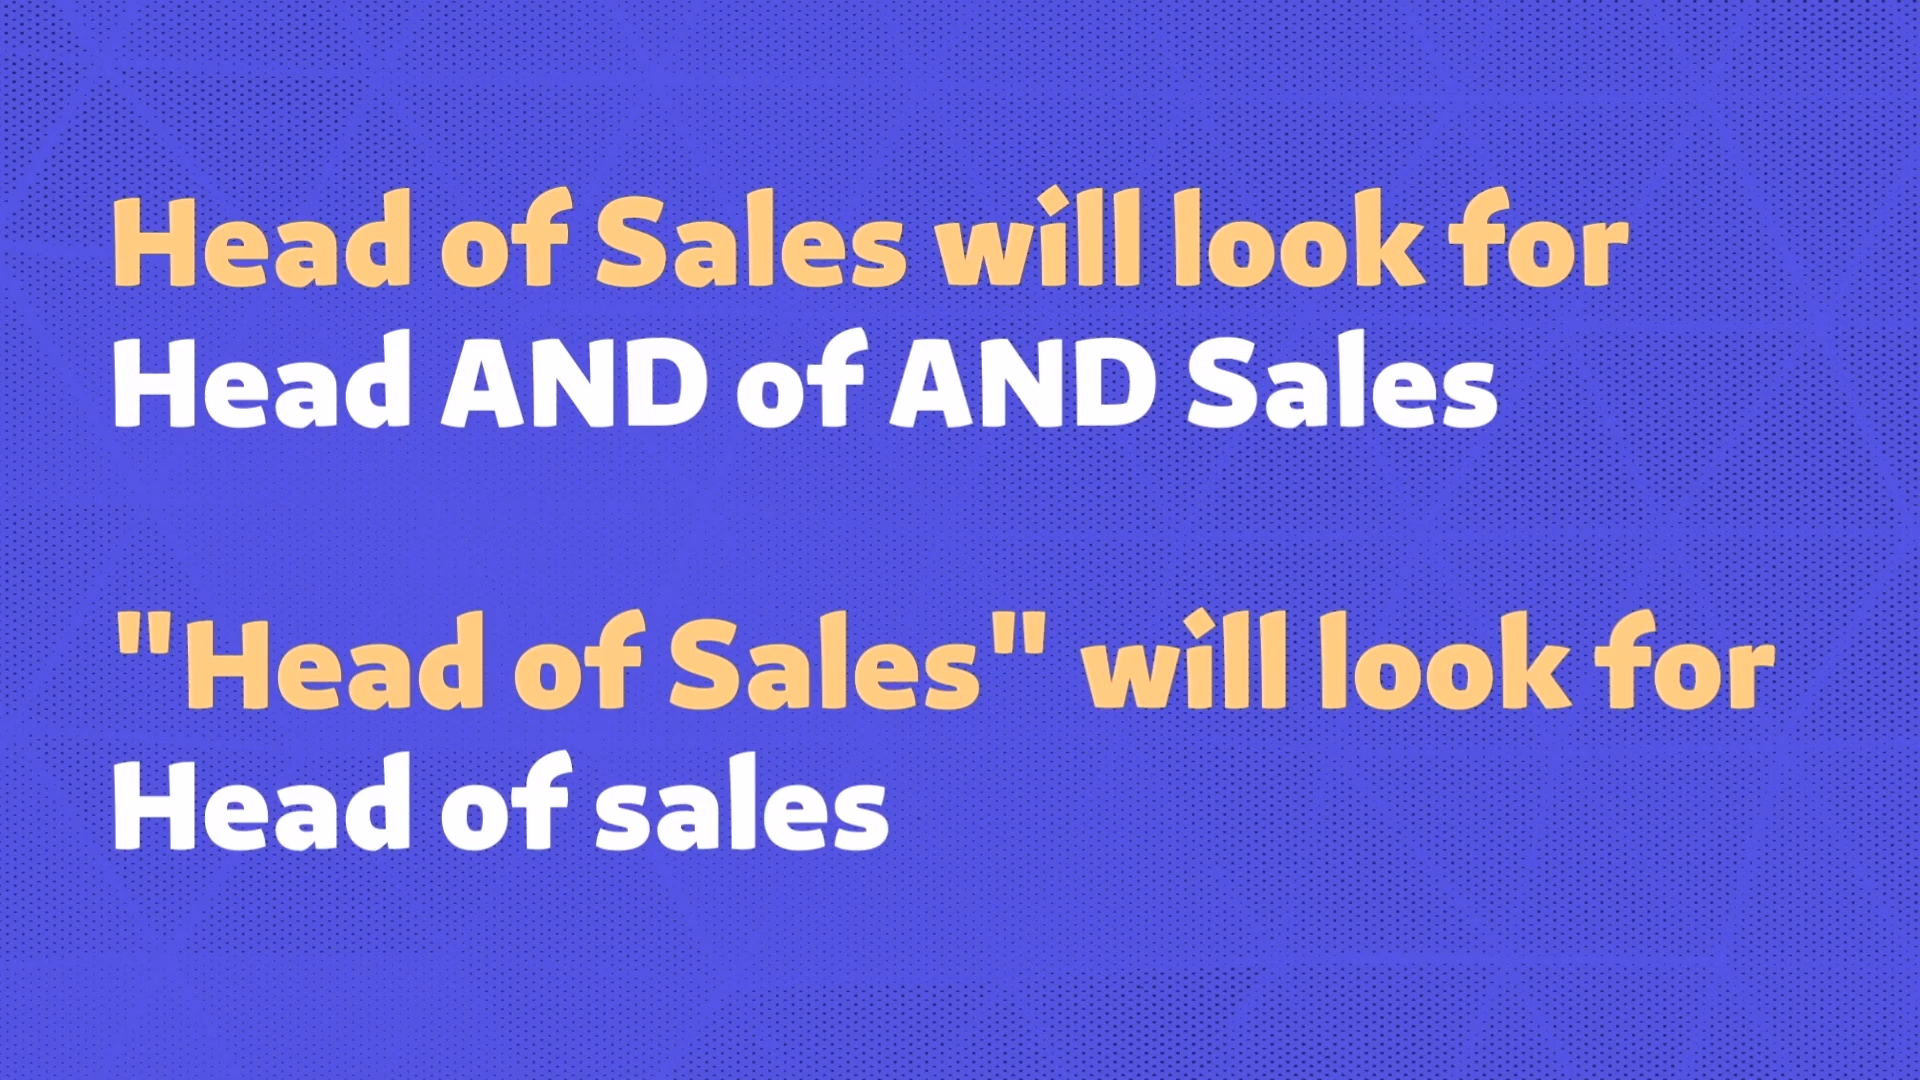 Head of Sales will look for
Head AND of AND Sales
"Head of Sales" will look for
Head of sales